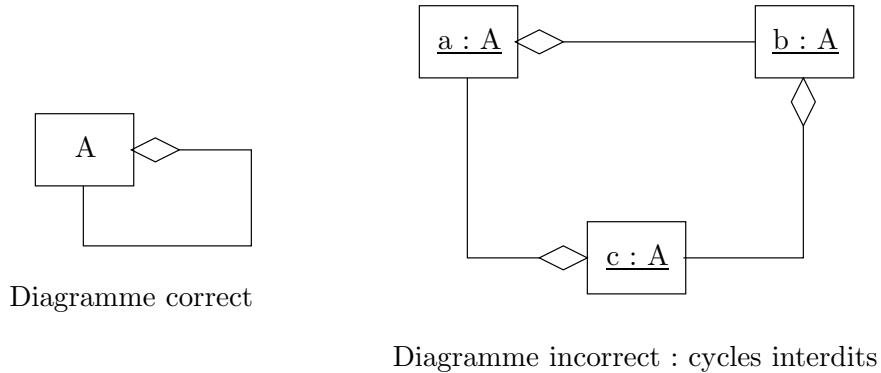 a : A
b : A
A
c : A
Diagramme correct
Diagramme incorrect : cycles interdits